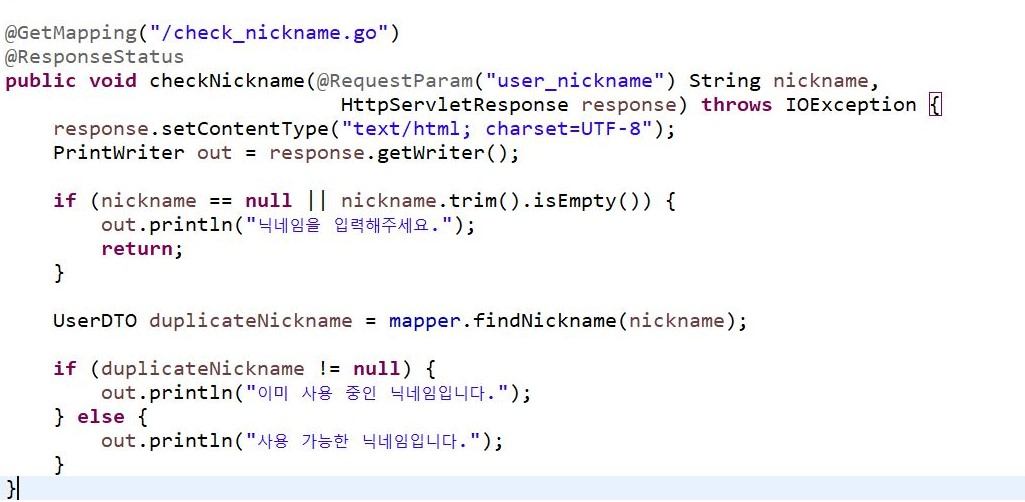 @GetMapping("/check_nickname.go")
@ResponseStatus
public void checkNickname(@RequestParam("user_nickname") String nickname,
HttpServletResponse response) throws IOException {
response.setContentType("text/html; charset=UTF-8");
PrintWriter out = response.getWriter();
if (nickname == null || nickname.trim().isEmpty()) {
out.println("닉네임을 입력해주세요.");
return;
}
UserDTO duplicateNickname = mapper.findNickname(nickname);
if (duplicateNickname != null) {
out.println("이미 사용 중인 닉네임입니다.");
} else {
out.println("사용 가능한 닉네임입니다.");
}
}